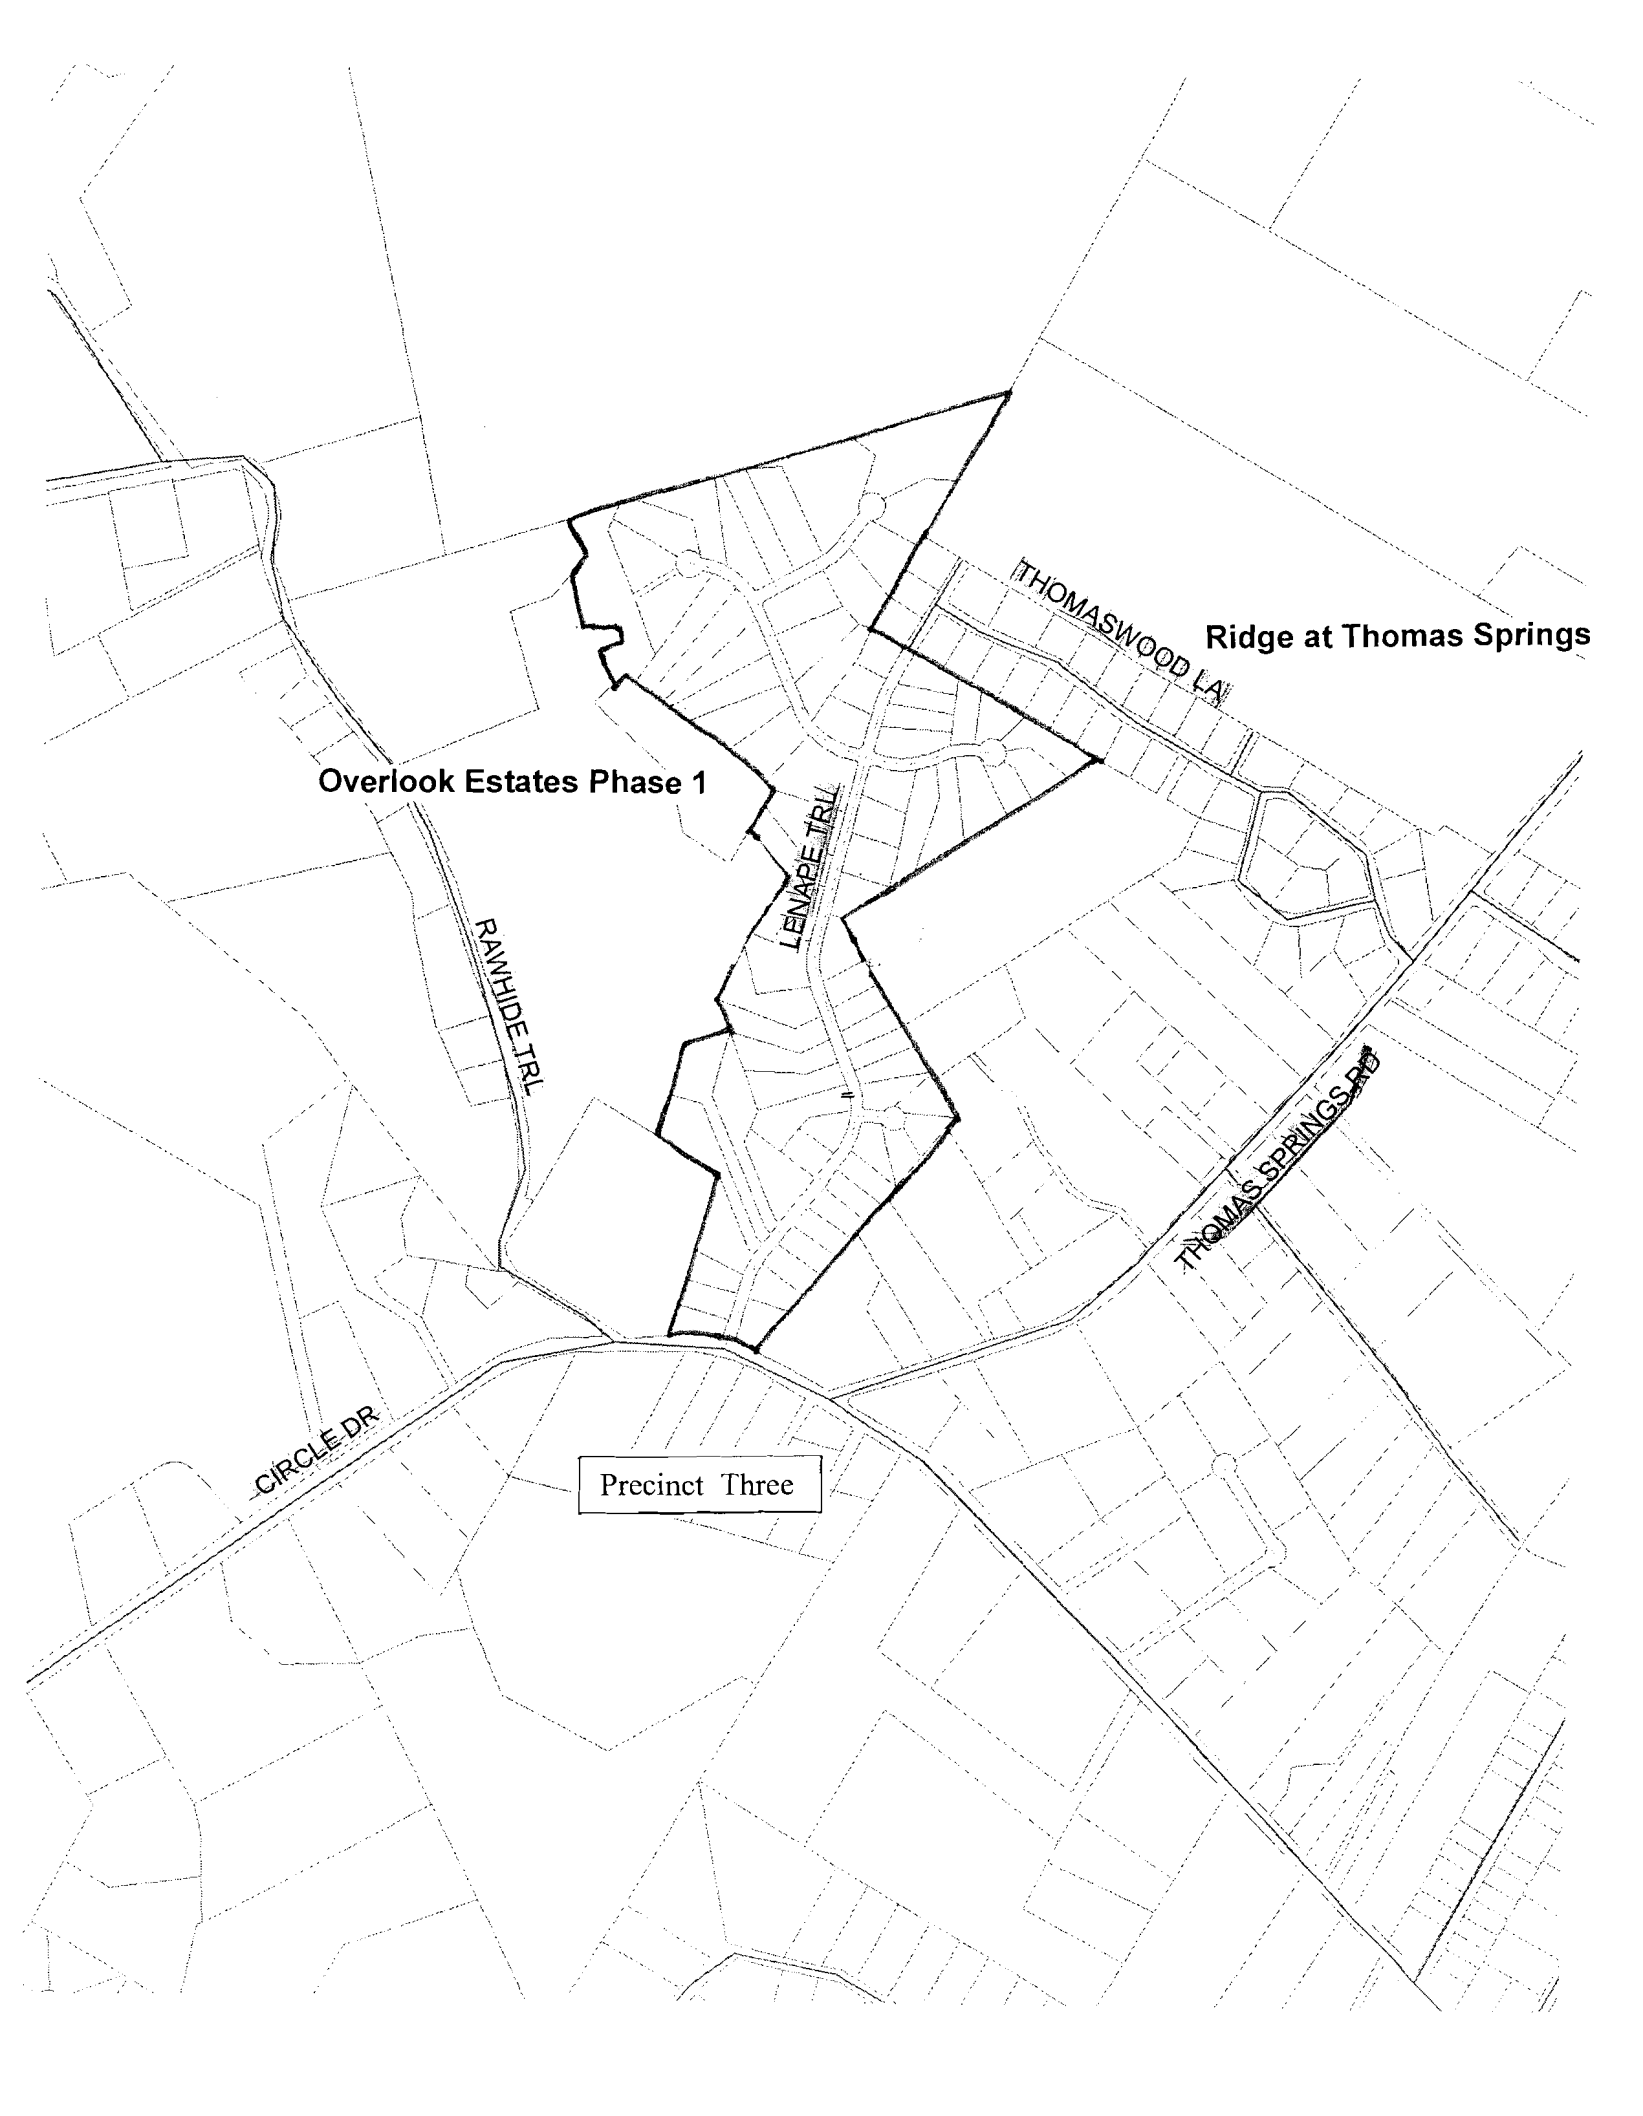 THOMASWOOD LA
Ridge at Thomas Springs
Overlook Estates Phase 1
LENAPE TRL
RAWHIDE TRL
THOMAS SPRINGS RD
CIRCLE DR
Precinct Three